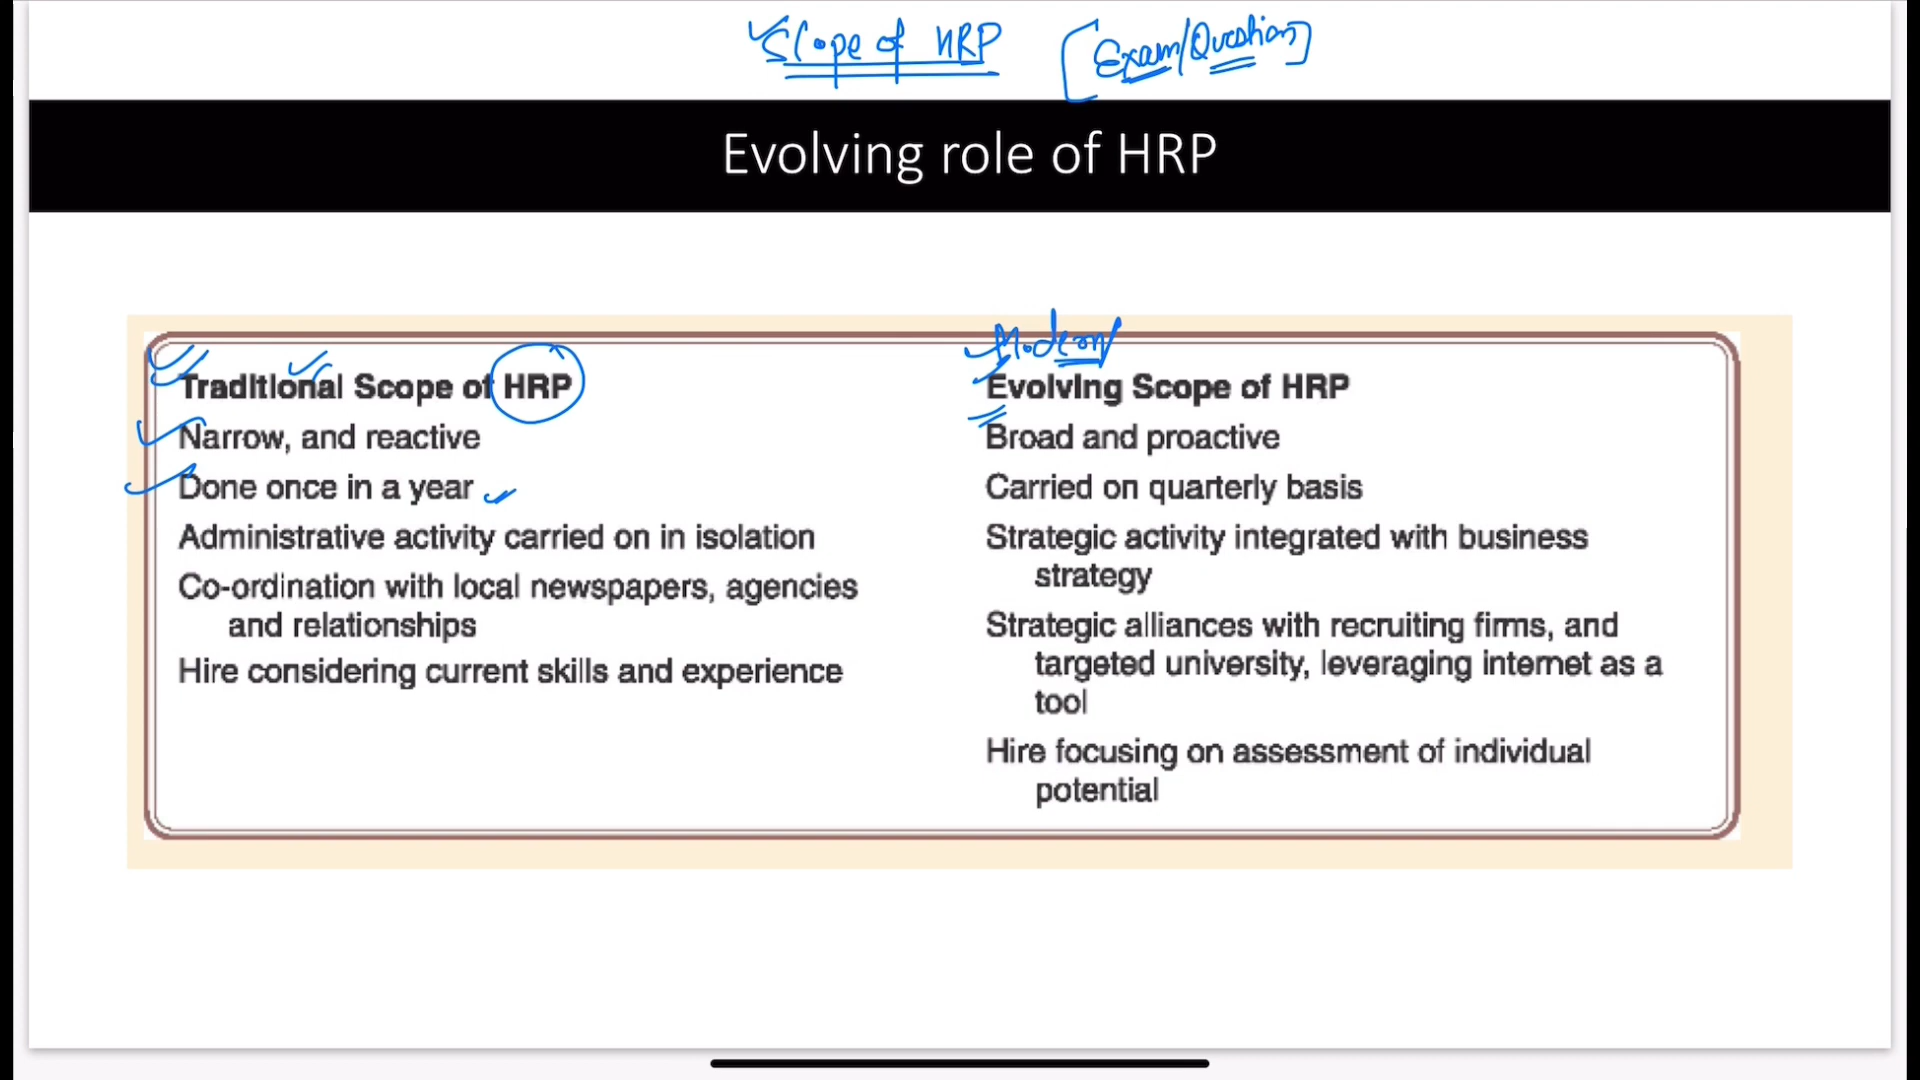 Scope of HRP [Exam/Question]
Evolving role of HRP
Modern
Traditional Scope of HRP
Narrow, and reactive
Done once in a year
Administrative activity carried on in isolation
Co-ordination with local newspapers, agencies
and relationships
Hire considering current skills and experience
Evolving Scope of HRP
Broad and proactive
Carried on quarterly basis
Strategic activity integrated with business
strategy
Strategic alliances with recruiting firms, and
targeted university, leveraging internet as a
tool
Hire focusing on assessment of individual
potential